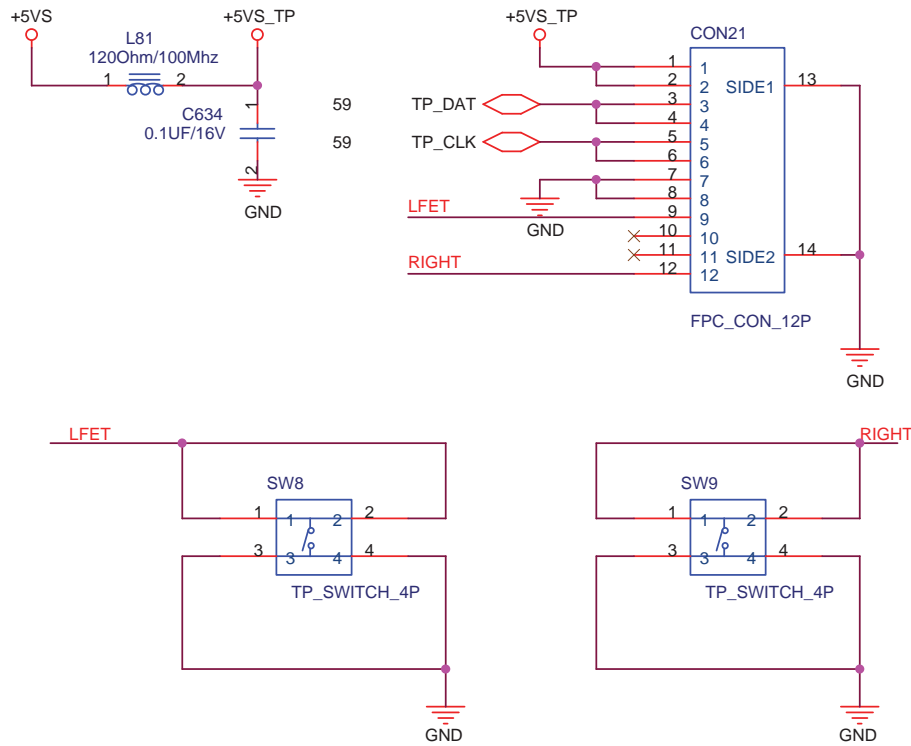 +5VS
+5VS_TP
+5VS_TP
L81
120Ohm/100Mhz
1
2
1
C634
0.1UF/16V
2
GND
CON21
59 TP_DAT
59 TP_CLK
1 1
2 2
3 3
4 4
5 5
6 6
7 7
8 8
9 9
10 10
11 11
12 12
SIDE1 13
SIDE2 14
LFET
GND
RIGHT
FPC_CON_12P
GND
LFET
SW8
1 1 2 2
3 3 4 4
TP_SWITCH_4P
GND
RIGHT
SW9
1 1 2 2
3 3 4 4
TP_SWITCH_4P
GND